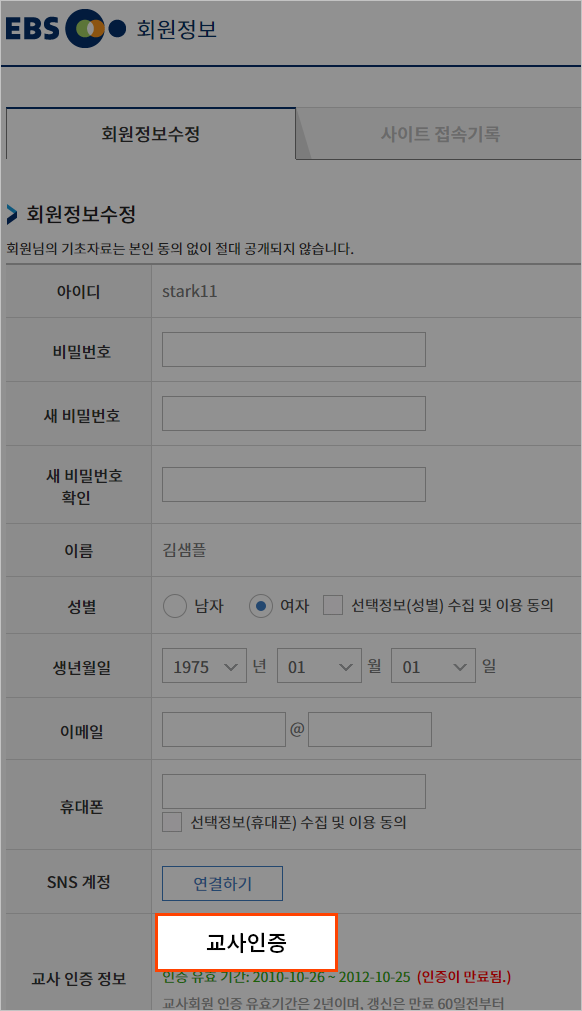 EBS 회원정보
회원정보수정 사이트 접속기록
회원정보수정
회원님의 기초자료는 본인 동의 없이 절대 공개되지 않습니다.
아이디 stark11
비밀번호
새 비밀번호
새 비밀번호
확인
이름 김샘플
성별 남자 여자 선택정보(성별) 수집 및 이용 동의
생년월일 1975 년 01 월 01 일
이메일 @
휴대폰
선택정보(휴대폰) 수집 및 이용 동의
SNS 계정 연결하기
교사인증
교사 인증 정보
인증 유효 기간: 2010-10-26 ~ 2012-10-25 (인증이 만료됨.)
교사회원 인증 유효기간은 2년이며, 갱신은 만료 60일전부터